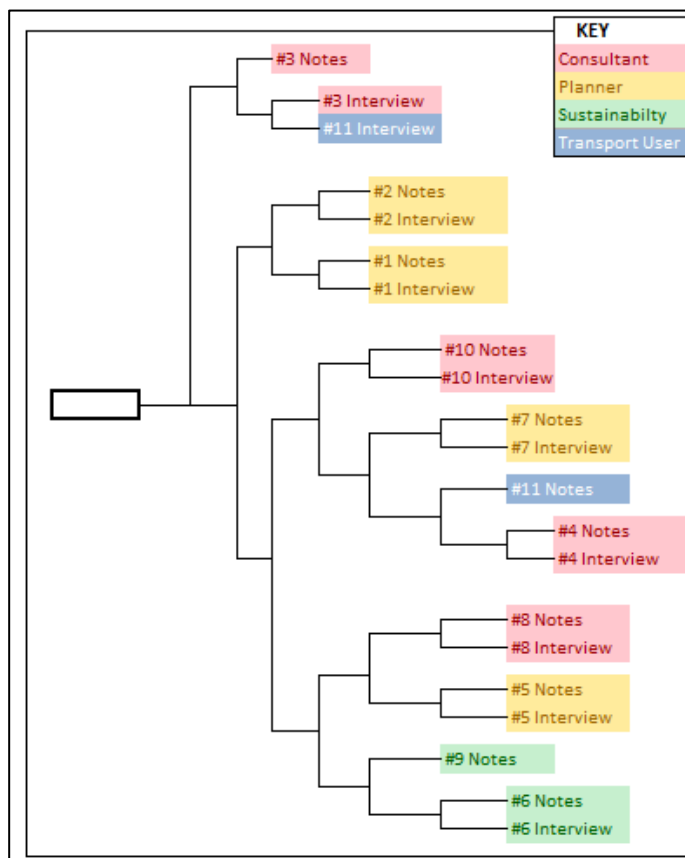 KEY
Consultant
Planner
Sustainabilty
Transport User
#3 Notes
#3 Interview
#11 Interview
#2 Notes
#2 Interview
#1 Notes
#1 Interview
#10 Notes
#10 Interview
#7 Notes
#7 Interview
#11 Notes
#4 Notes
#4 Interview
#8 Notes
#8 Interview
#5 Notes
#5 Interview
#9 Notes
#6 Notes
#6 Interview